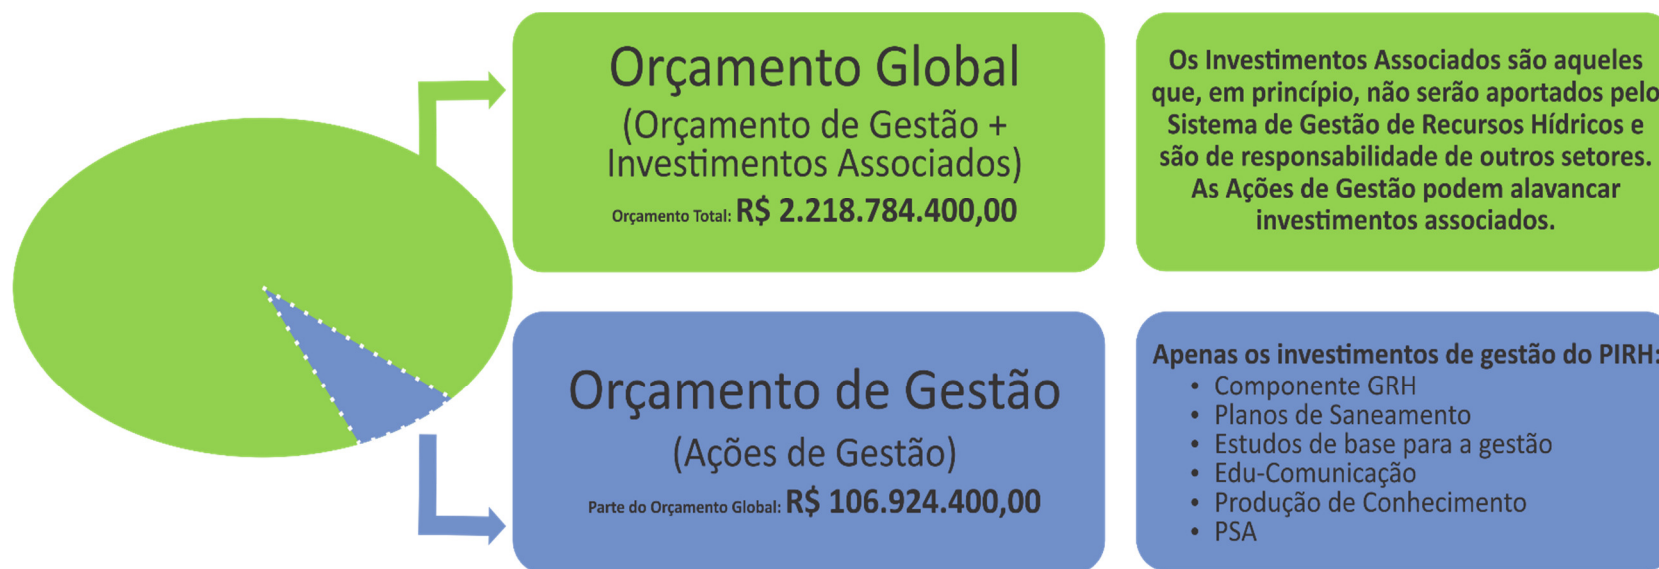 Orçamento Global
(Orçamento de Gestão +
Investimentos Associados)
Orçamento Total: R$ 2.218.784.400,00
Os Investimentos Associados são aqueles
que, em princípio, não serão aportados pelo
Sistema de Gestão de Recursos Hídricos e
são de responsabilidade de outros setores.
As Ações de Gestão podem alavancar
investimentos associados.
Orçamento de Gestão
(Ações de Gestão)
Parte do Orçamento Global: R$ 106.924.400,00
Apenas os investimentos de gestão do PIRH:
• Componente GRH
• Planos de Saneamento
• Estudos de base para a gestão
• Edu-Comunicação
• Produção de Conhecimento
• PSA